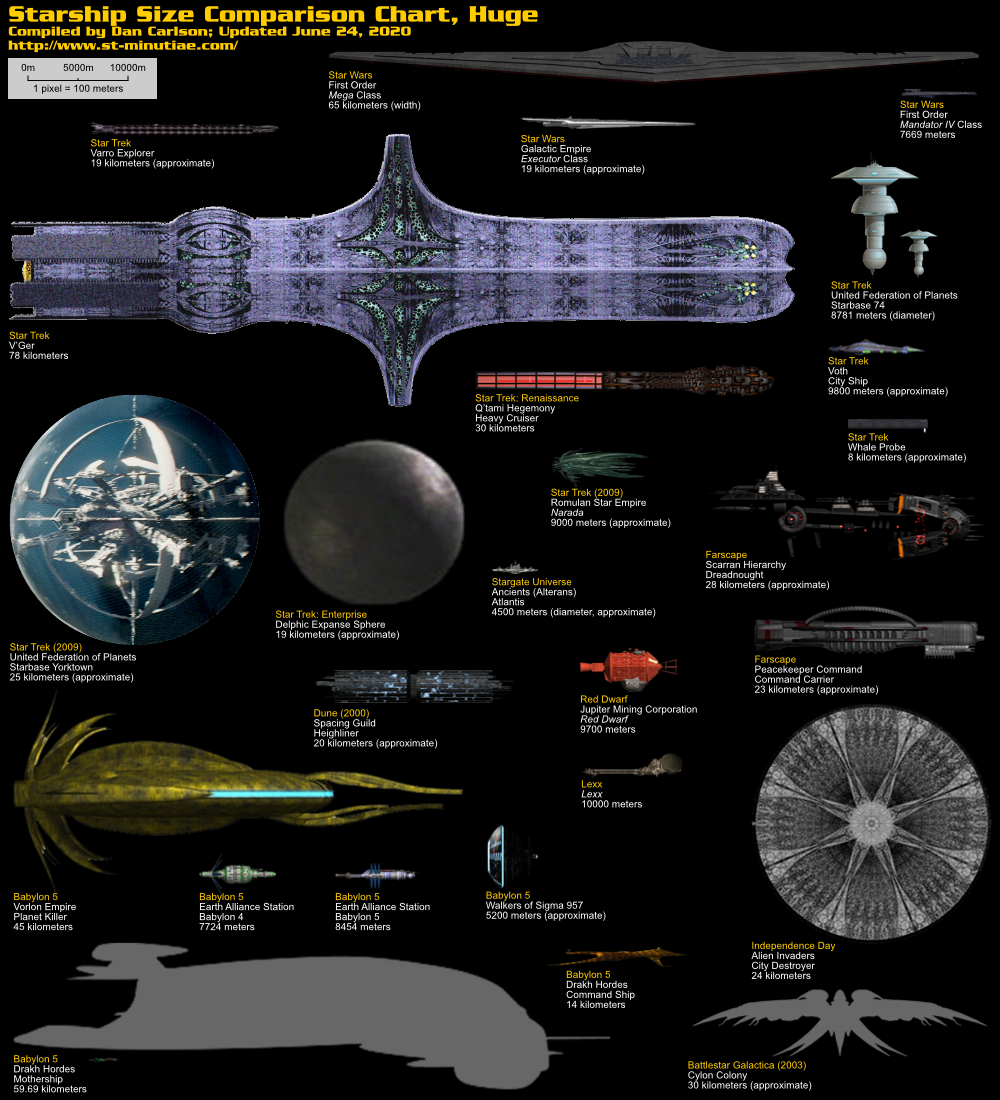 Starship Size Comparison Chart, Huge
Compiled by Dan Carlson; Updated June 24, 2020
http://www.st-minutiae.com/
0m 5000m 10000m
1 pixel = 100 meters
Star Wars
First Order
Mega Class
65 kilometers (width)
Star Wars
First Order
Mandator IV Class
7669 meters
Star Trek
Varro Explorer
19 kilometers (approximate)
Star Wars
Galactic Empire
Executor Class
19 kilometers (approximate)
Star Trek
United Federation of Planets
Starbase 74
8781 meters (diameter)
Star Trek
V'Ger
78 kilometers
Star Trek
Voth
City Ship
9800 meters (approximate)
Star Trek: Renaissance
Q'tami Hegemony
Heavy Cruiser
30 kilometers
Star Trek
Whale Probe
8 kilometers (approximate)
Star Trek (2009)
Romulan Star Empire
Narada
9000 meters (approximate)
Farscape
Scarran Hierarchy
Dreadnought
28 kilometers (approximate)
Stargate Universe
Ancients (Alterans)
Atlantis
4500 meters (diameter, approximate)
Star Trek: Enterprise
Delphic Expanse Sphere
19 kilometers (approximate)
Star Trek (2009)
United Federation of Planets
Starbase Yorktown
25 kilometers (approximate)
Farscape
Peacekeeper Command
Command Carrier
23 kilometers (approximate)
Dune (2000)
Spacing Guild
Heighliner
20 kilometers (approximate)
Red Dwarf
Jupiter Mining Corporation
Red Dwarf
9700 meters
Lexx
Lexx
10000 meters
Babylon 5
Vorlon Empire
Planet Killer
45 kilometers
Babylon 5
Earth Alliance Station
Babylon 4
7724 meters
Babylon 5
Earth Alliance Station
Babylon 5
8454 meters
Babylon 5
Walkers of Sigma 957
5200 meters (approximate)
Independence Day
Alien Invaders
City Destroyer
24 kilometers
Babylon 5
Drakh Hordes
Command Ship
14 kilometers
Babylon 5
Drakh Hordes
Mothership
59.69 kilometers
Battlestar Galactica (2003)
Cylon Colony
30 kilometers (approximate)